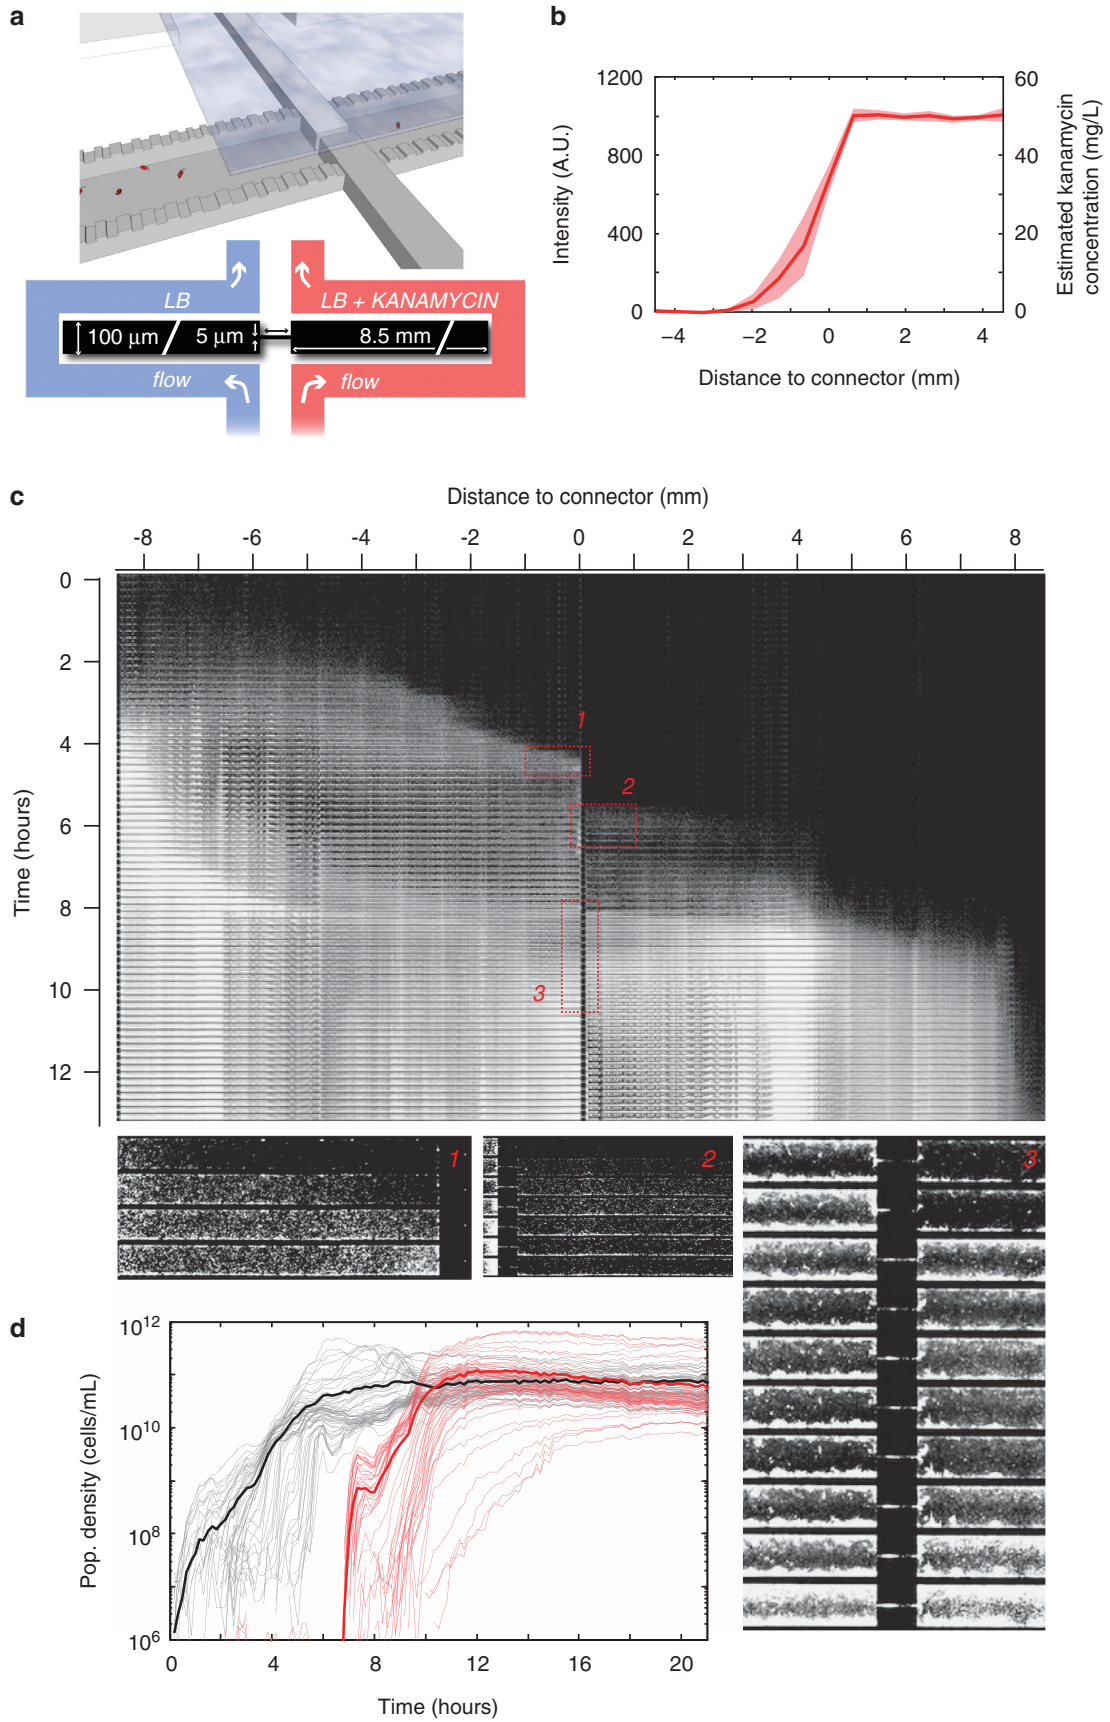 a
LB
LB + KANAMYCIN
100 µm
5 µm
8.5 mm
flow
flow
b
1200
800
400
0
60
40
20
0
Intensity (A.U.)
Estimated kanamycin
concentration (mg/L)
−4
−2
0
2
4
Distance to connector (mm)
c
Distance to connector (mm)
-8
-6
-4
-2
0
2
4
6
8
0
2
4
6
8
10
12
Time (hours)
1
2
3
1
2
3
d
10^12
10^10
10^8
10^6
Pop. density (cells/mL)
0
4
8
12
16
20
Time (hours)